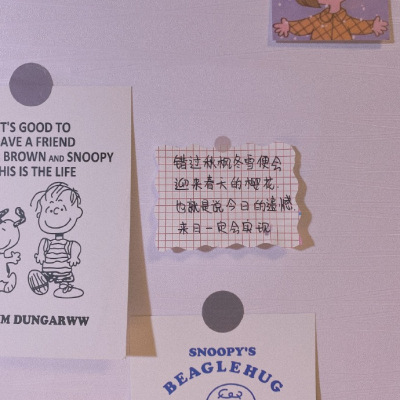 T'S GOOD TO
AVE A FRIEND
BROWN AND SNOOPY
HIS IS THE LIFE
M DUNGARWW
错过秋枫冬雪便会
迎来春天的樱花.
也就是说今日的遗憾.
来日一定会实现
SNOOPY'S
BEAGLEHUG